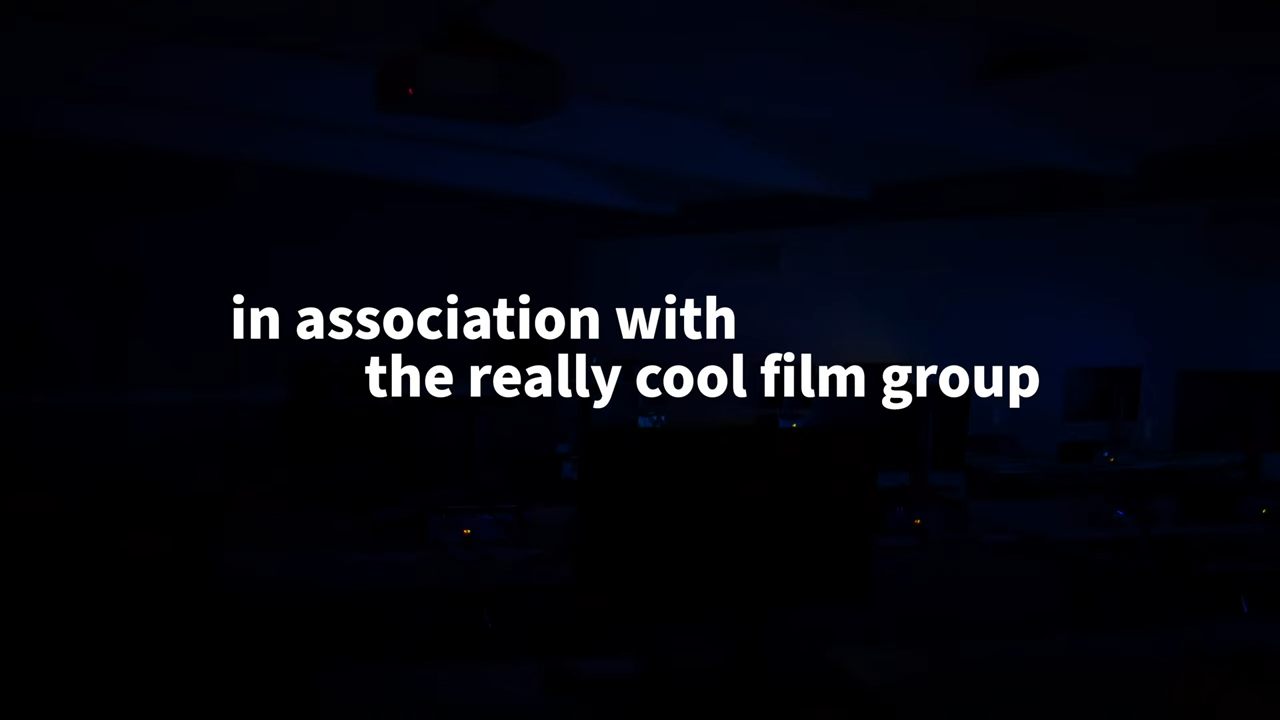 in association with
the really cool film group